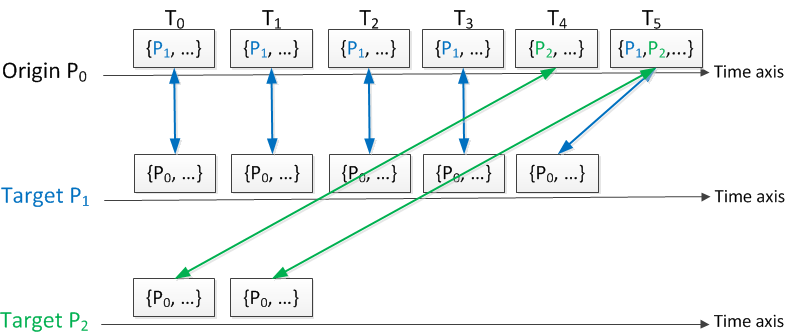 T₀ T₁ T₂ T₃ T₄ T₅
{P₁, ...} {P₁, ...} {P₁, ...} {P₁, ...} {P₂, ...} {P₁,P₂,...}
Origin P₀ Time axis
{P₀, ...} {P₀, ...} {P₀, ...} {P₀, ...} {P₀, ...}
Target P₁ Time axis
{P₀, ...} {P₀, ...}
Target P₂ Time axis